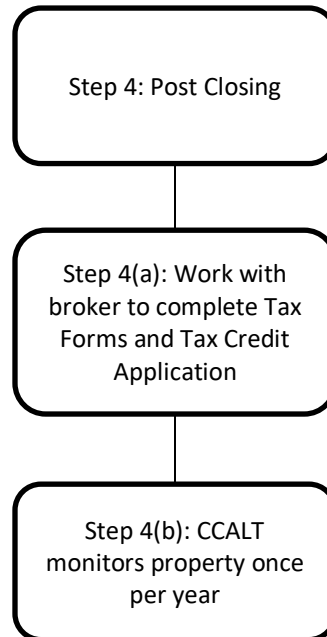 Step 4: Post Closing
Step 4(a): Work with
broker to complete Tax
Forms and Tax Credit
Application
Step 4(b): CCALT
monitors property once
per year